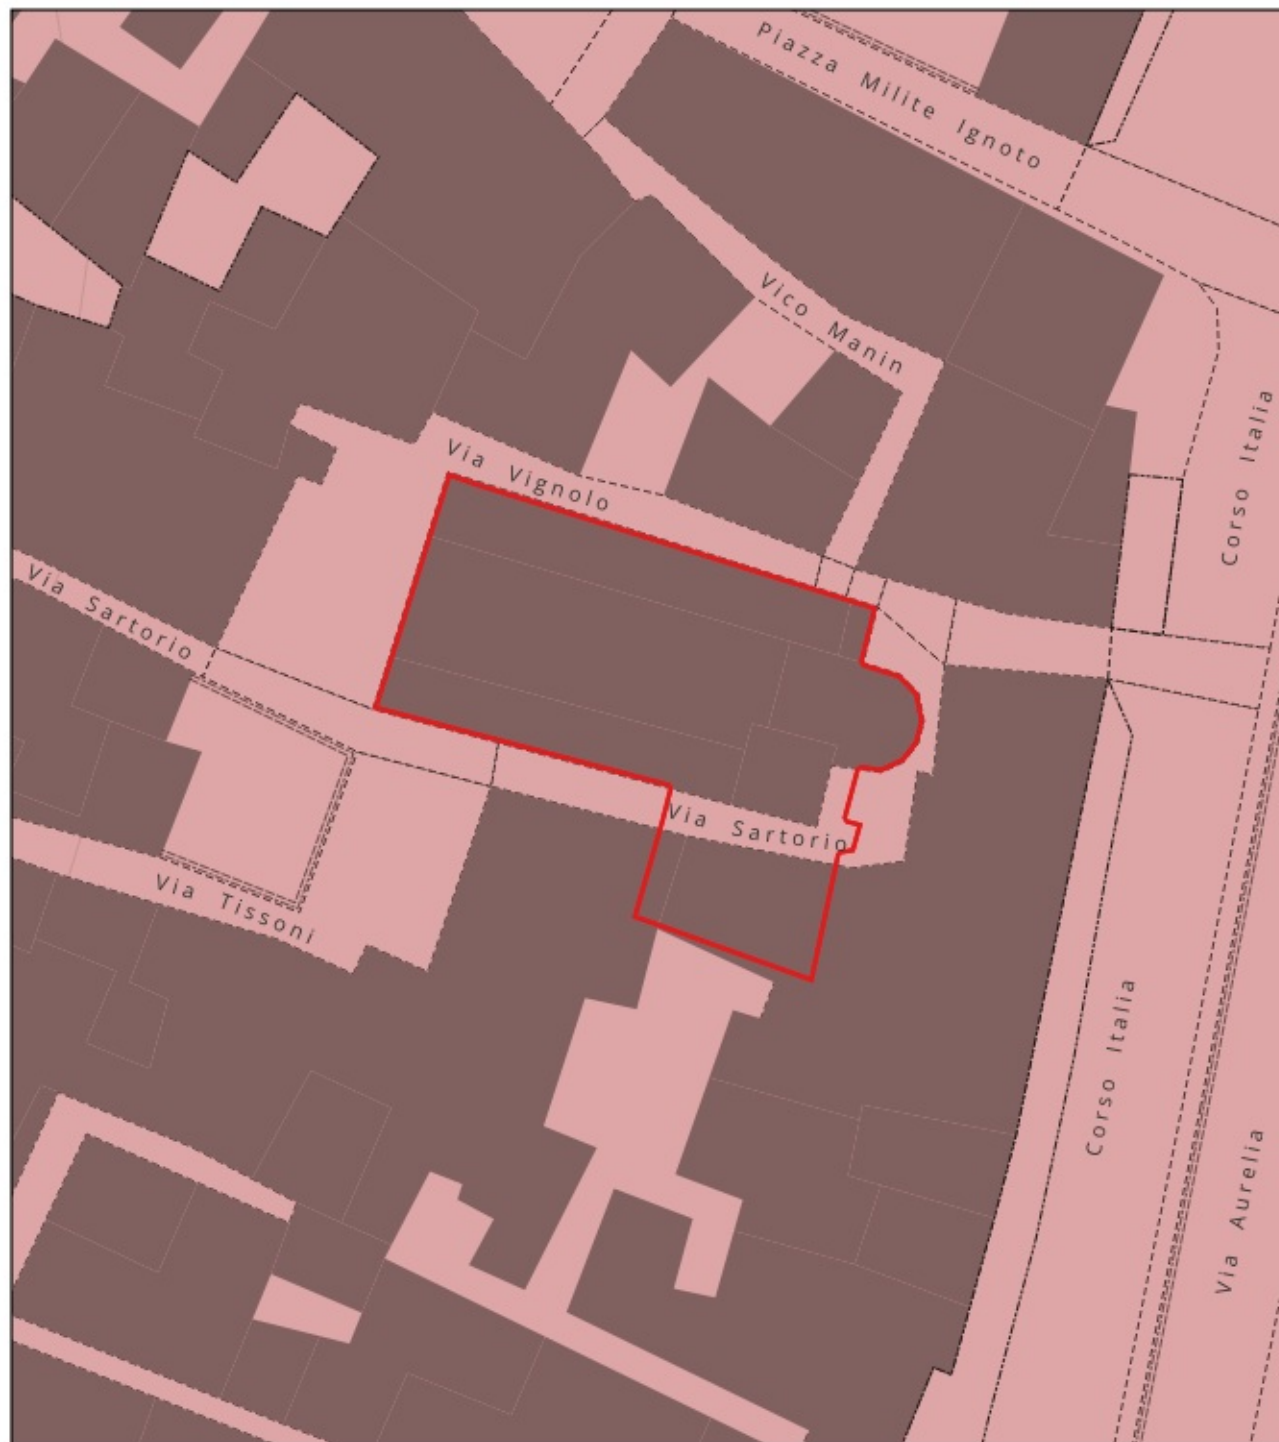 Piazza Milite Ignoto
Vico Manin
Corso Italia
Via Vignolo
Via Sartorio
Via Sartorio
Via Tissoni
Corso Italia
Via Aurelia